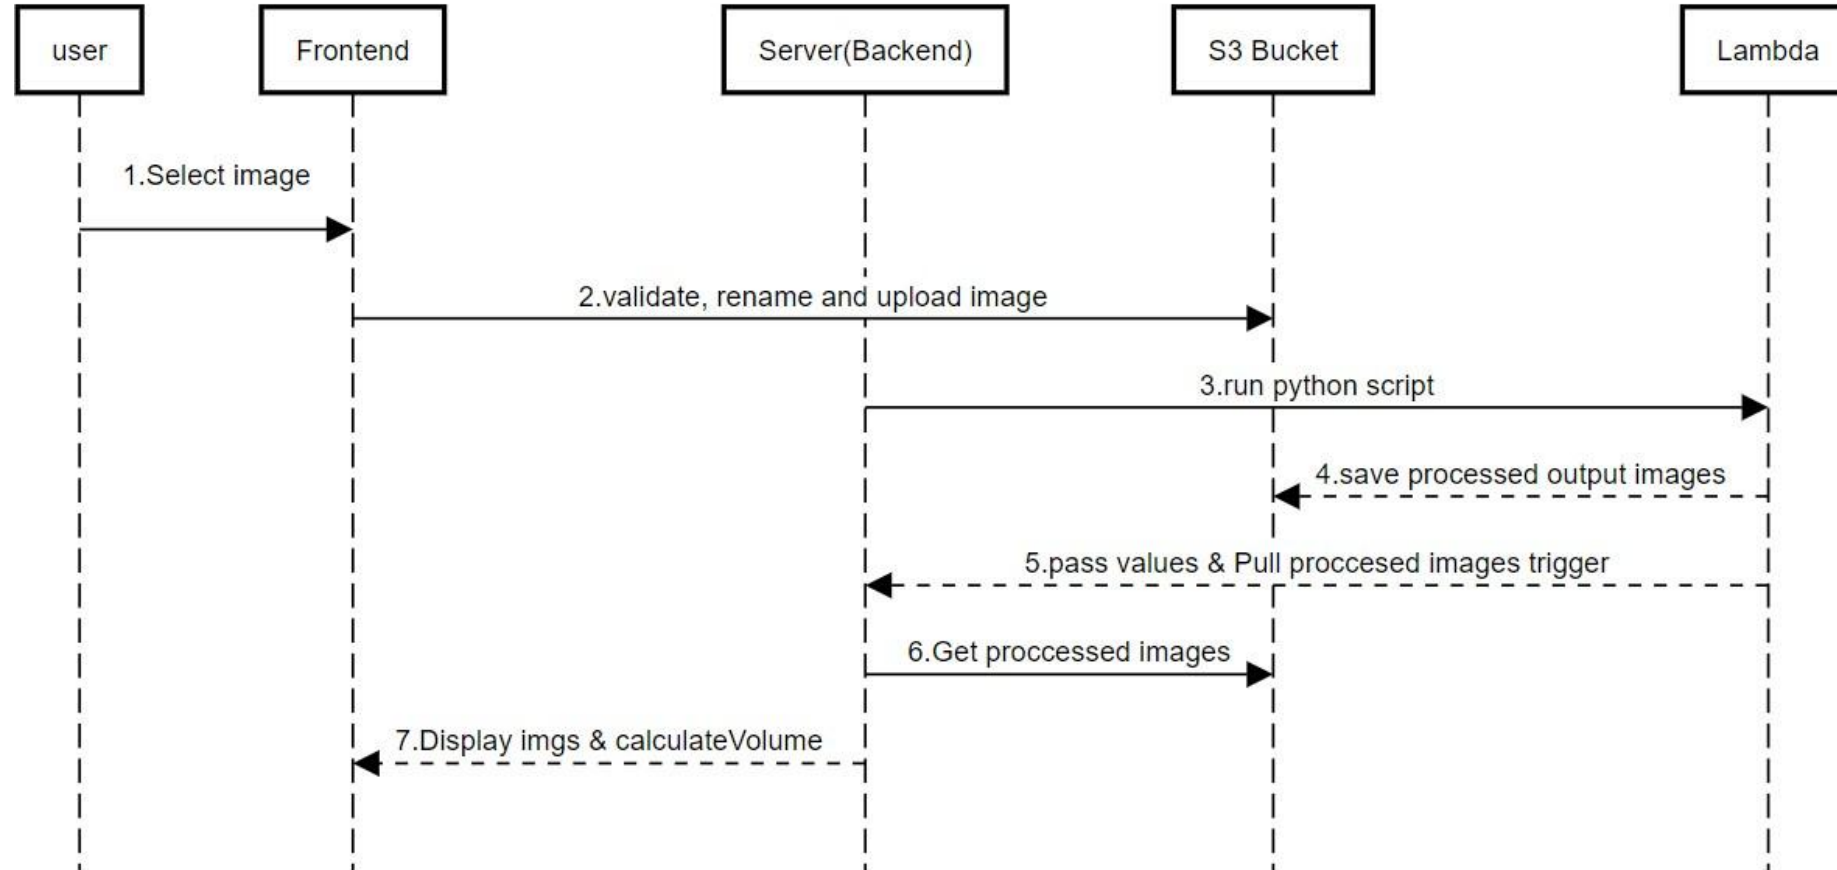 user
Frontend
Server(Backend)
S3 Bucket
Lambda
1.Select image
2.validate, rename and upload image
3.run python script
4.save processed output images
5.pass values & Pull proccesed images trigger
6.Get proccessed images
7.Display imgs & calculateVolume